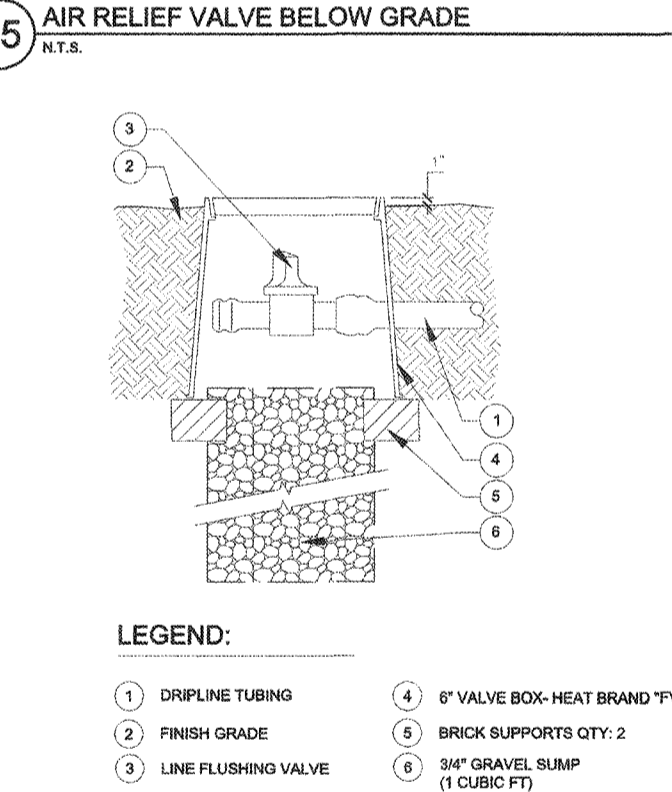 5 AIR RELIEF VALVE BELOW GRADE
N.T.S.
3
2
1"
1
4
5
6
LEGEND:
1 DRIPLINE TUBING
2 FINISH GRADE
3 LINE FLUSHING VALVE
4 6" VALVE BOX- HEAT BRAND "F
5 BRICK SUPPORTS QTY: 2
6 3/4" GRAVEL SUMP
(1 CUBIC FT)